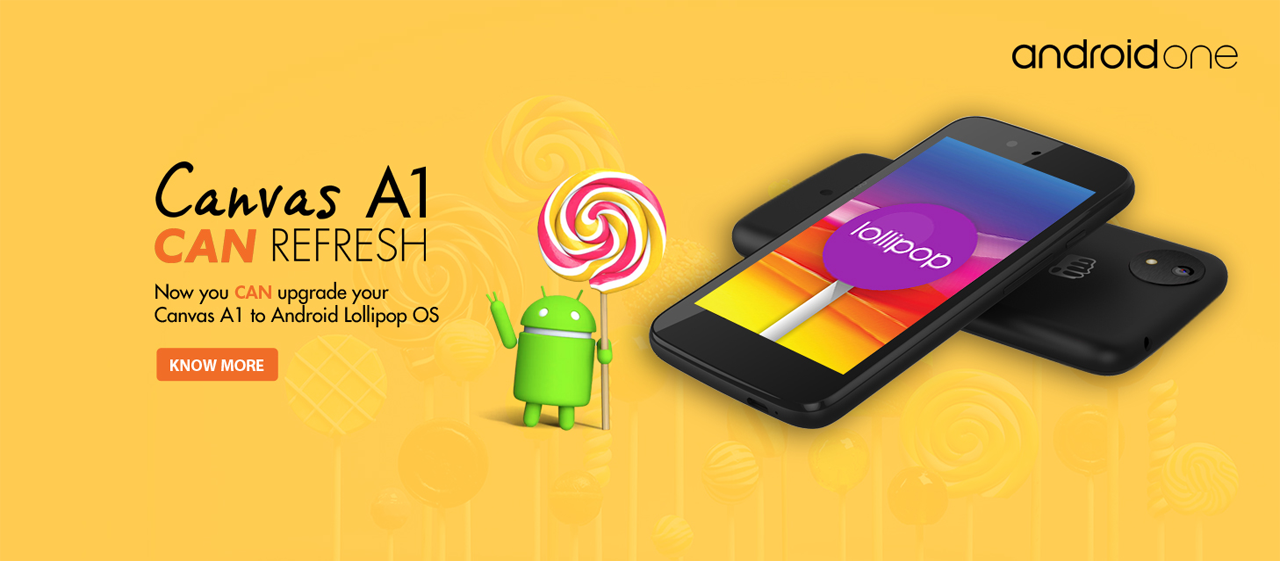 androidone
Canvas A1
CAN REFRESH
Now you CAN upgrade your
Canvas A1 to Android Lollipop OS
KNOW MORE
lollipop